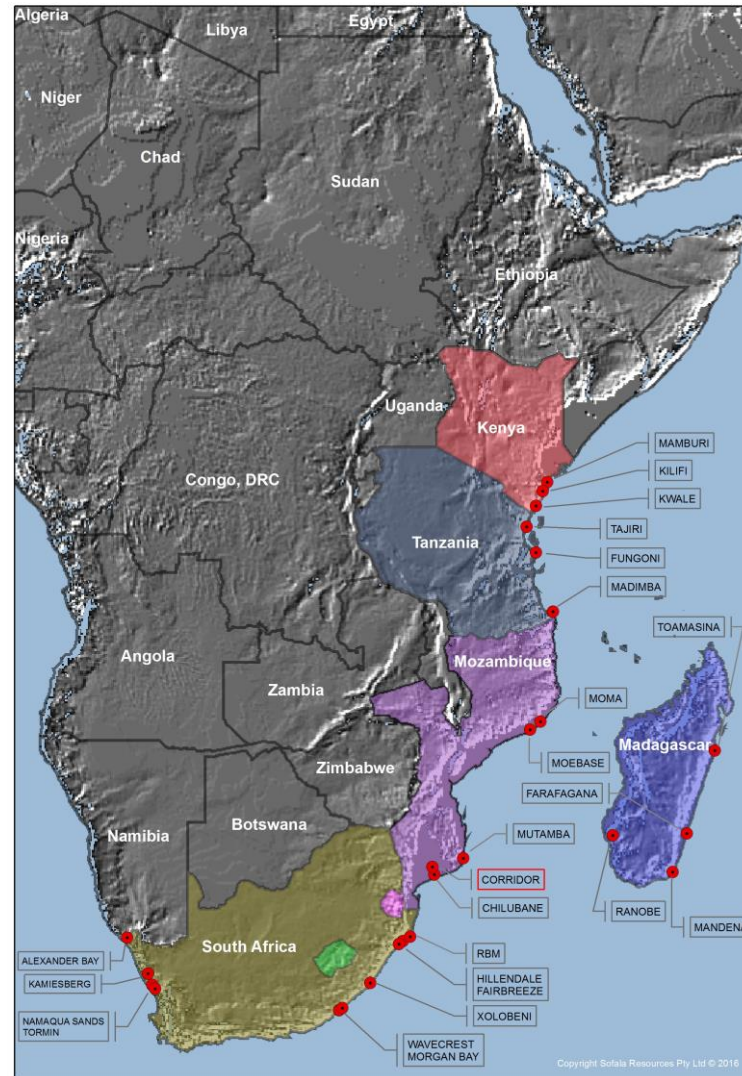 Algeria
Libya
Egypt
Niger
Chad
Sudan
Nigeria
Ethiopia
Uganda
Kenya
MAMBURI
KILIFI
Congo, DRC
KWALE
TAJIRI
Tanzania
FUNGONI
MADIMBA
TOAMASINA
Angola
Mozambique
Zambia
MOMA
Madagascar
MOEBASE
Zimbabwe
FARAFAGANA
Botswana
Namibia
MUTAMBA
CORRIDOR
RANOBE
MANDENA
CHILUBANE
South Africa
RBM
ALEXANDER BAY
HILLENDALE
FAIRBREEZE
KAMIESBERG
XOLOBENI
NAMAQUA SANDS
TORMIN
WAVECREST
MORGAN BAY
Copyright Sofala Resources Pty Ltd © 2016